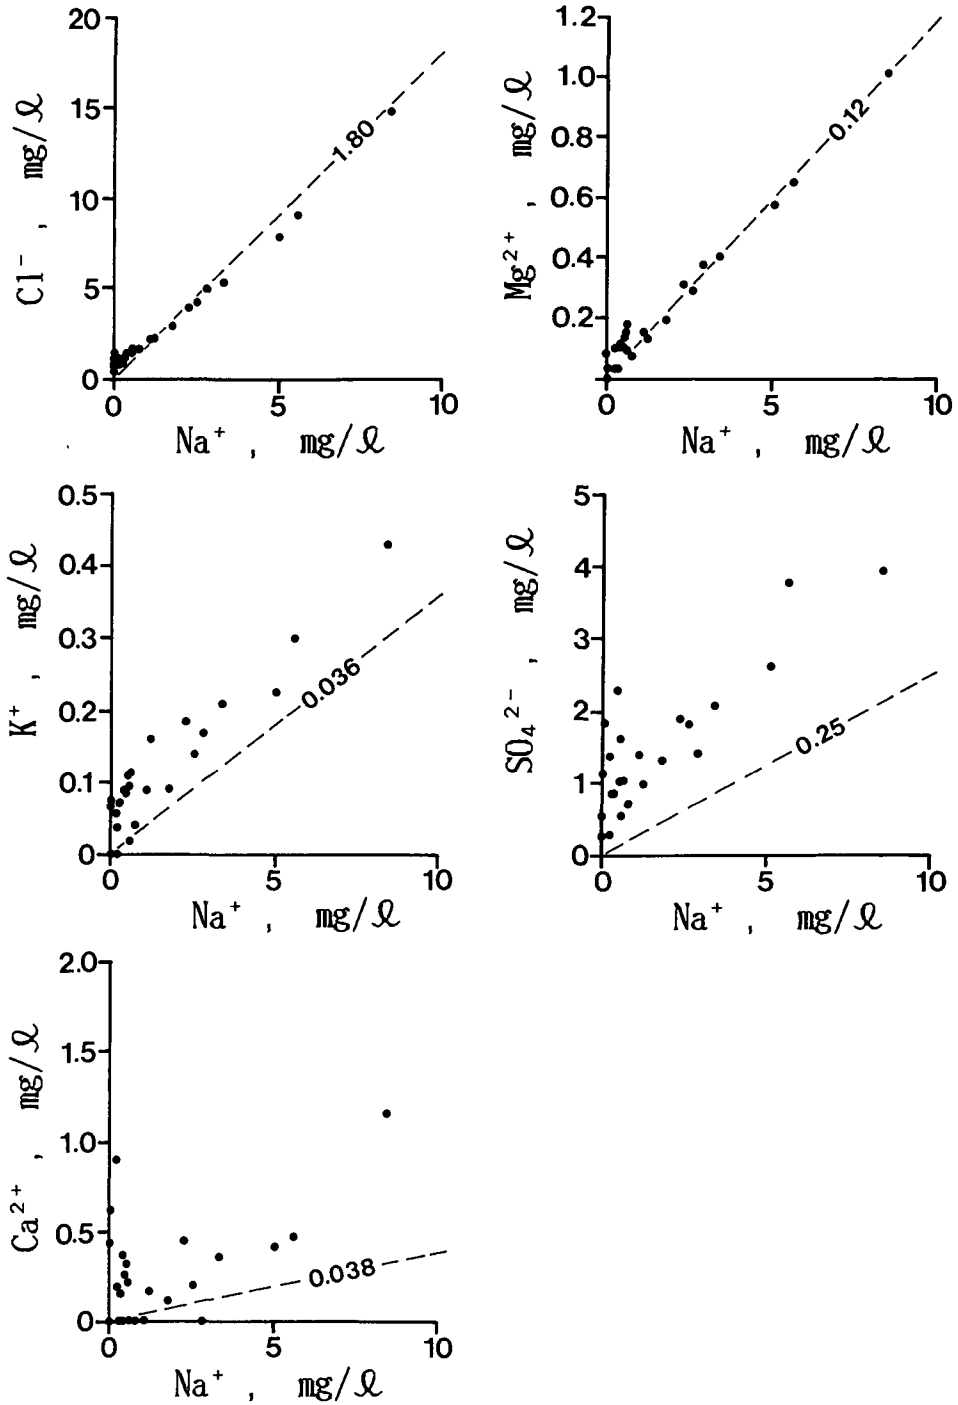 20
15
10
5
0
Cl⁻ , mg/ℓ
1.80
0 5 10
Na⁺ , mg/ℓ
1.2
1.0
0.8
0.6
0.4
0.2
Mg²⁺ , mg/ℓ
0.12
0 5 10
Na⁺ , mg/ℓ
0.5
0.4
0.3
0.2
0.1
0
K⁺ , mg/ℓ
0.036
0 5 10
Na⁺ , mg/ℓ
5
4
3
2
1
0
SO₄²⁻ , mg/ℓ
0.25
0 5 10
Na⁺ , mg/ℓ
2.0
1.5
1.0
0.5
0
Ca²⁺ , mg/ℓ
0.038
0 5 10
Na⁺ , mg/ℓ